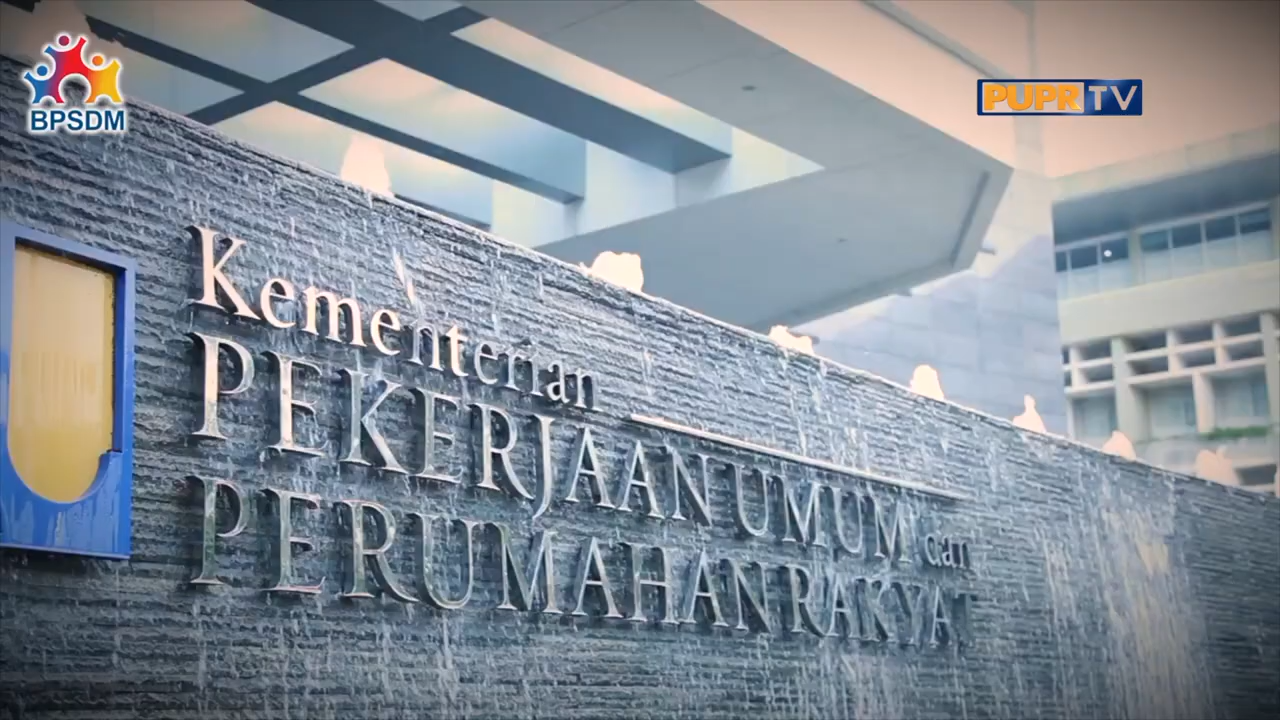 BPSDM
PUPR TV
Kementerian
PEKERJAAN UMUM dan
PERUMAHAN RAKYAT